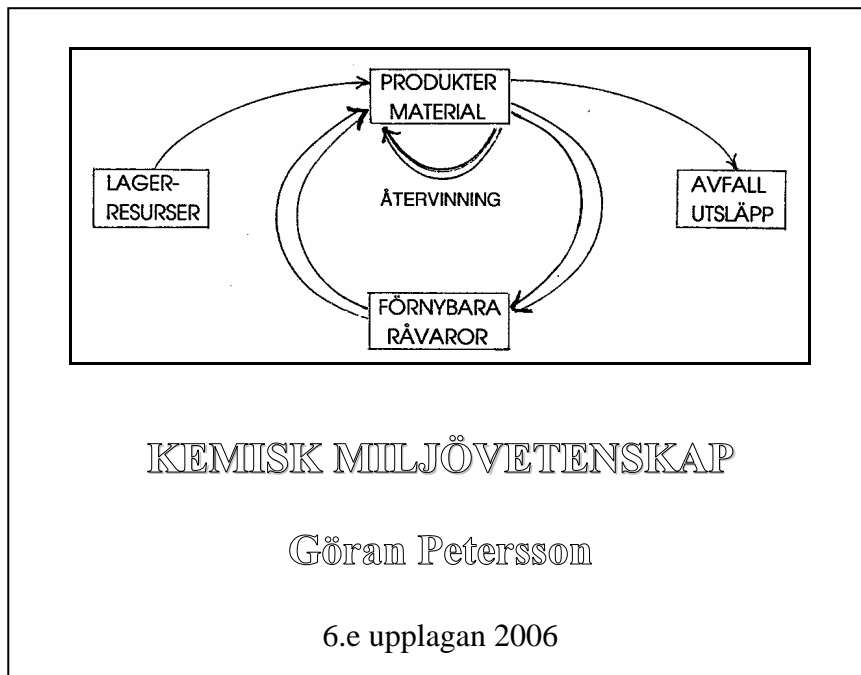 PRODUKTER
MATERIAL
LAGER-
RESURSER
ÅTERVINNING
AVFALL
UTSLÄPP
FÖRNYBARA
RÅVAROR
KEMISK MILJÖVETENSKAP
Göran Petersson
6.e upplagan 2006